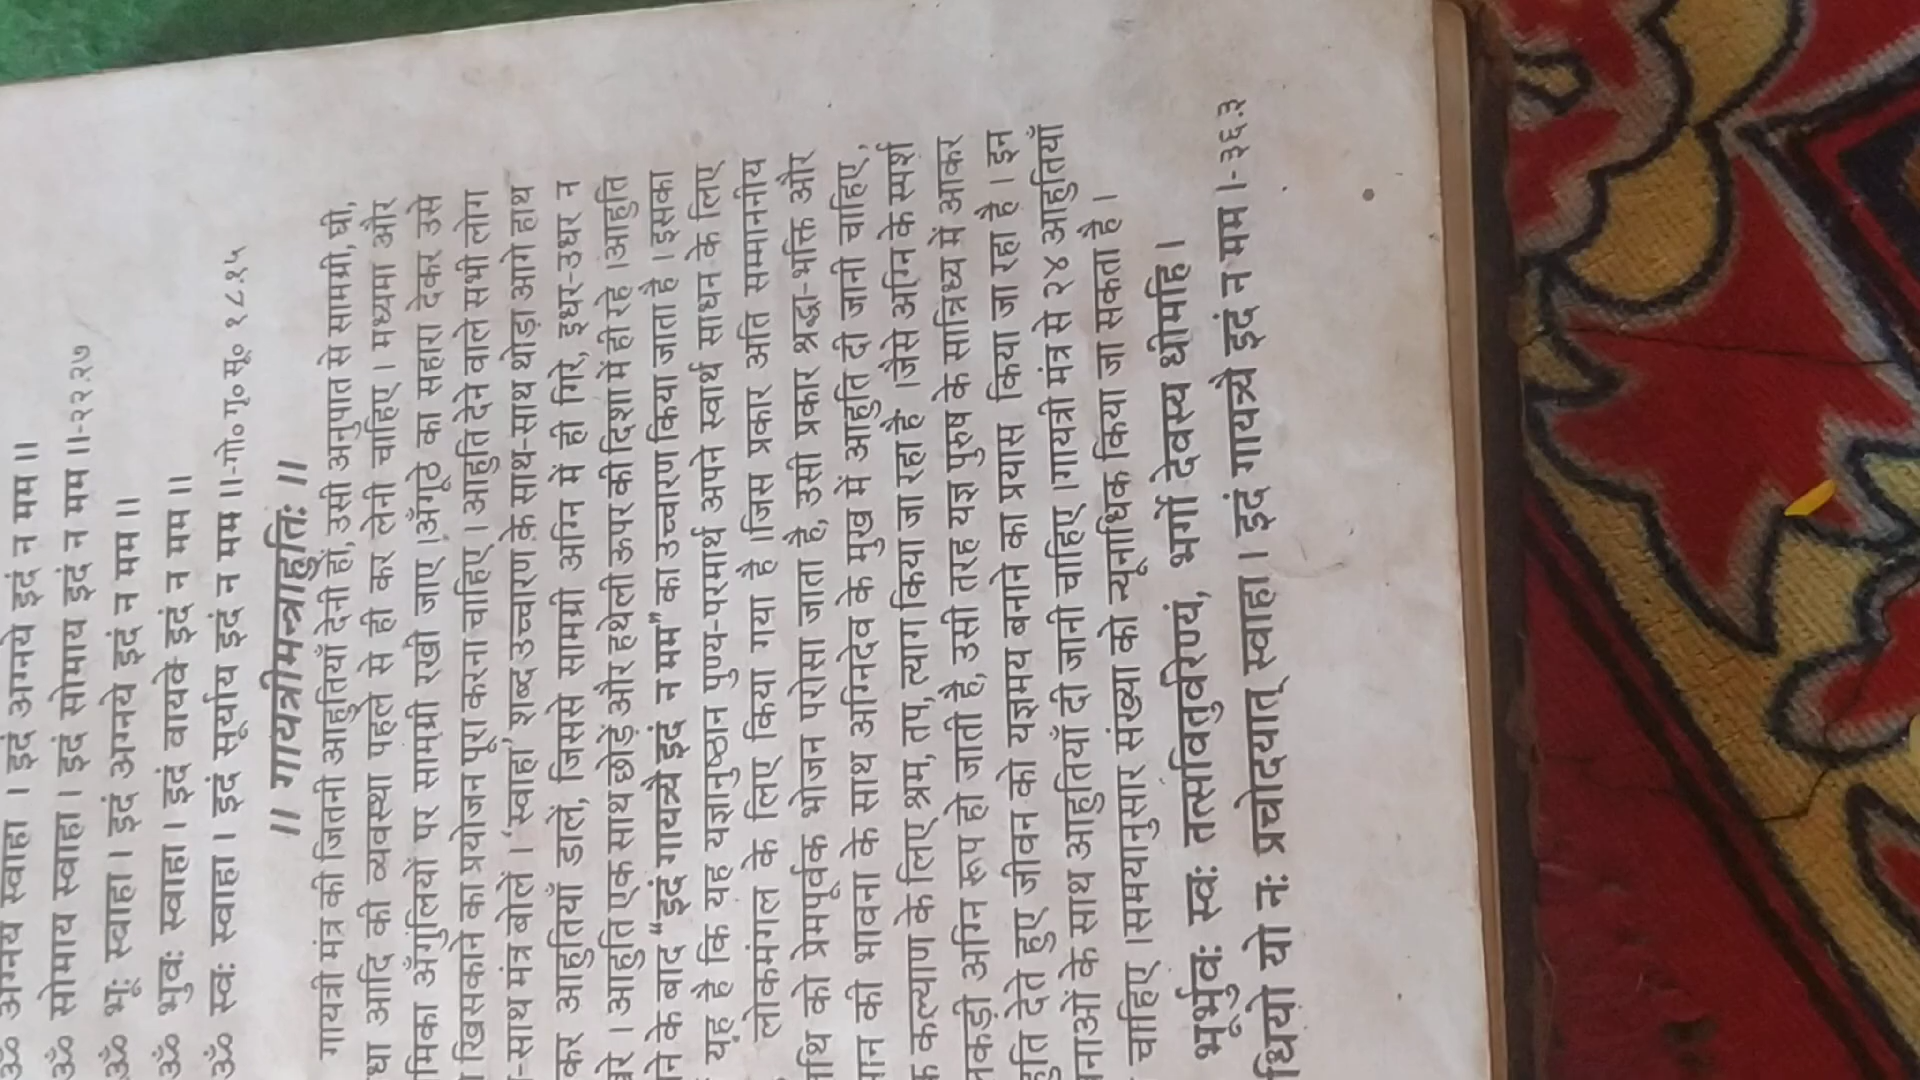 ॐ अग्नये स्वाहा । इदं अग्नये इदं न मम ॥
ॐ सोमाय स्वाहा । इदं सोमाय इदं न मम ॥-२२.२७
ॐ भूः स्वाहा । इदं अग्नये इदं न मम ॥
ॐ भुवः स्वाहा । इदं वायवे इदं न मम ॥
ॐ स्वः स्वाहा । इदं सूर्याय इदं न मम ॥-गो० गृ० सू० १.८.१५
॥ गायत्रीमन्त्राहुतिः ॥
गायत्री मंत्र की जितनी आहुतियाँ देनी हों, उसी अनुपात से सामग्री, घी,
आदि की व्यवस्था पहले से ही कर लेनी चाहिए । मध्यमा और
अँगुलियों पर सामग्री रखी जाए । अँगूठे का सहारा देकर उसे
खिसकाने का प्रयोजन पूरा करना चाहिए । आहुति देने वाले सभी लोग
-साथ मंत्र बोलें । 'स्वाहा' शब्द उच्चारण के साथ-साथ थोड़ा आगे हाथ
कर आहुतियाँ डालें, जिससे सामग्री अग्नि में ही गिरे, इधर-उधर न
। आहुति एक साथ छोड़ें और हथेली ऊपर की दिशा में ही रहे । आहुति
के बाद "इदं गायत्र्यै इदं न मम" का उच्चारण किया जाता है । इसका
यह है कि यह यज्ञानुष्ठान पुण्य-परमार्थ अपने स्वार्थ साधन के लिए
लोकमंगल के लिए किया गया है । जिस प्रकार अति सम्माननीय
को प्रेमपूर्वक भोजन परोसा जाता है, उसी प्रकार श्रद्धा-भक्ति और
की भावना के साथ अग्निदेव के मुख में आहुति दी जानी चाहिए,
कल्याण के लिए श्रम, तप, त्याग किया जा रहा है । जैसे अग्नि के स्पर्श
अग्नि रूप हो जाती है, उसी तरह यज्ञ पुरुष के सान्निध्य में आकर
देते हुए जीवन को यज्ञमय बनाने का प्रयास किया जा रहा है । इन
के साथ आहुतियाँ दी जानी चाहिए । गायत्री मंत्र से २४ आहुतियाँ
चाहिए । समयानुसार संख्या को न्यूनाधिक किया जा सकता है ।
भूर्भुवः स्वः तत्सवितुर्वरेण्यं, भर्गो देवस्य धीमहि ।
धियो यो नः प्रचोदयात् स्वाहा । इदं गायत्र्यै इदं न मम ।-३६.३